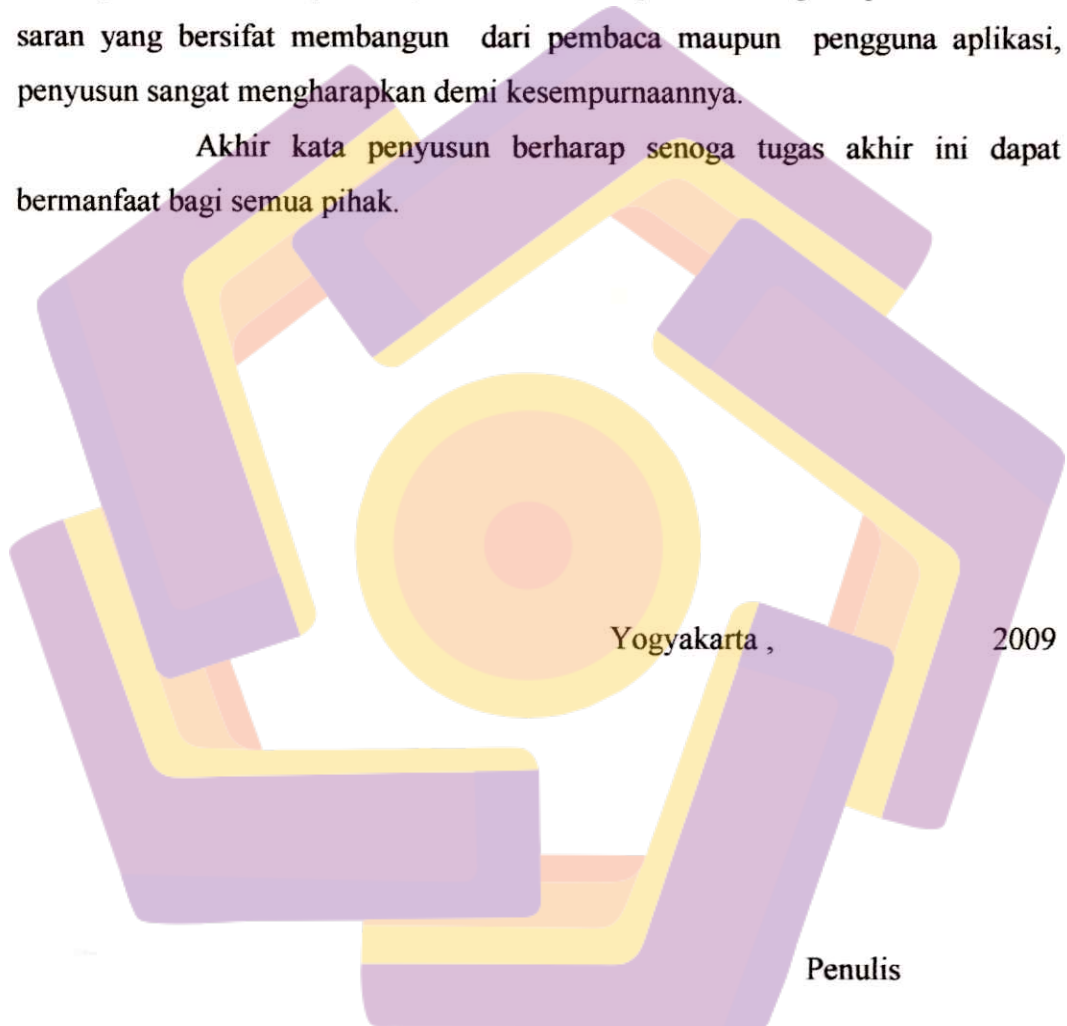 saran yang bersifat membangun dari pembaca maupun pengguna aplikasi,
penyusun sangat mengharapkan demi kesempurnaannya.
Akhir kata penyusun berharap senoga tugas akhir ini dapat
bermanfaat bagi semua pihak.
Yogyakarta , 2009
Penulis